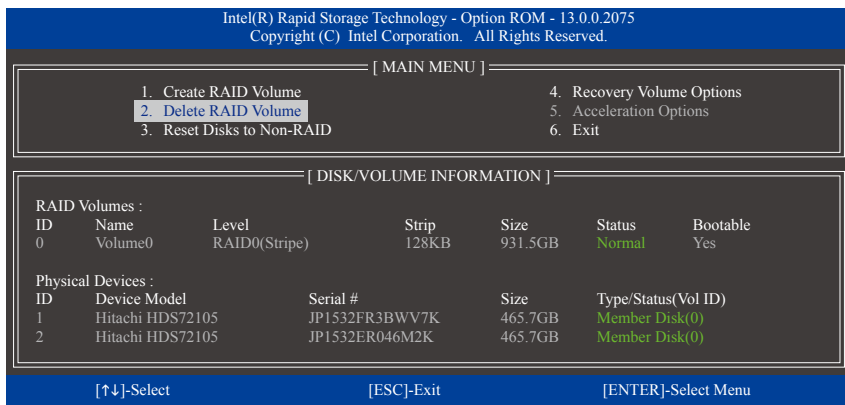 Intel(R) Rapid Storage Technology - Option ROM - 13.0.0.2075
Copyright (C) Intel Corporation. All Rights Reserved.
[ MAIN MENU ]
1. Create RAID Volume 4. Recovery Volume Options
2. Delete RAID Volume 5. Acceleration Options
3. Reset Disks to Non-RAID 6. Exit
[ DISK/VOLUME INFORMATION ]
RAID Volumes :
ID Name Level Strip Size Status Bootable
0 Volume0 RAID0(Stripe) 128KB 931.5GB Normal Yes
Physical Devices :
ID Device Model Serial # Size Type/Status(Vol ID)
1 Hitachi HDS72105 JP1532FR3BWV7K 465.7GB Member Disk(0)
2 Hitachi HDS72105 JP1532ER046M2K 465.7GB Member Disk(0)
[↑↓]-Select [ESC]-Exit [ENTER]-Select Menu